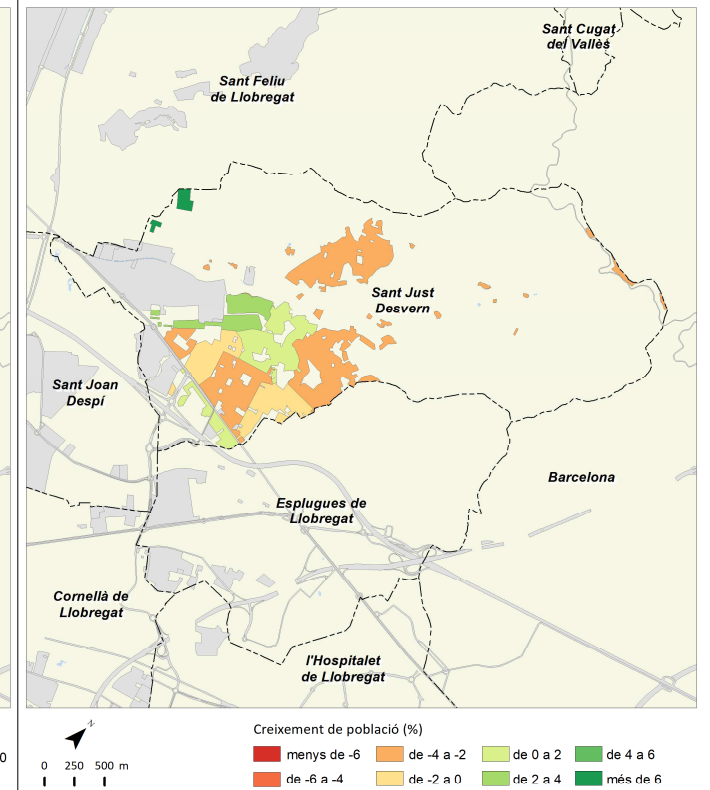 Sant Cugat
del Vallès
Sant Feliu
de Llobregat
Sant Just
Desvern
Sant Joan
Despí
Barcelona
Esplugues de
Llobregat
Cornellà de
Llobregat
l'Hospitalet
de Llobregat
N
0
0 250 500 m
Creixement de població (%)
menys de -6
de -4 a -2
de 0 a 2
de 4 a 6
de -6 a -4
de -2 a 0
de 2 a 4
més de 6